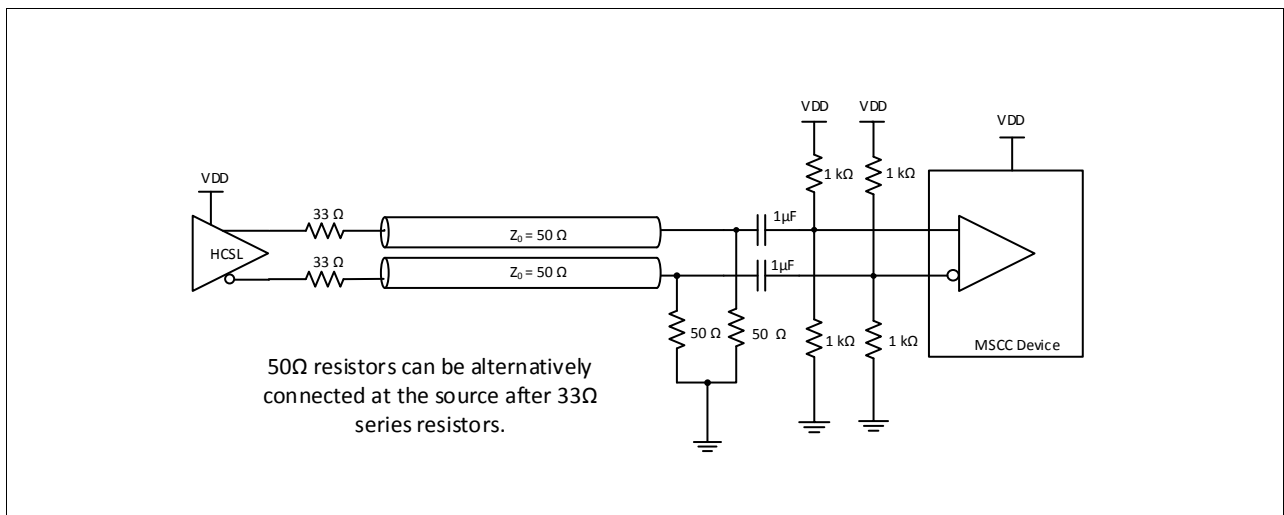 VDD
VDD
VDD
VDD
1 kΩ
1 kΩ
33 Ω
1µF
HCSL
Z₀ = 50 Ω
33 Ω
1µF
Z₀ = 50 Ω
50 Ω
50 Ω
1 kΩ
1 kΩ
MSCC Device
50Ω resistors can be alternatively
connected at the source after 33Ω
series resistors.